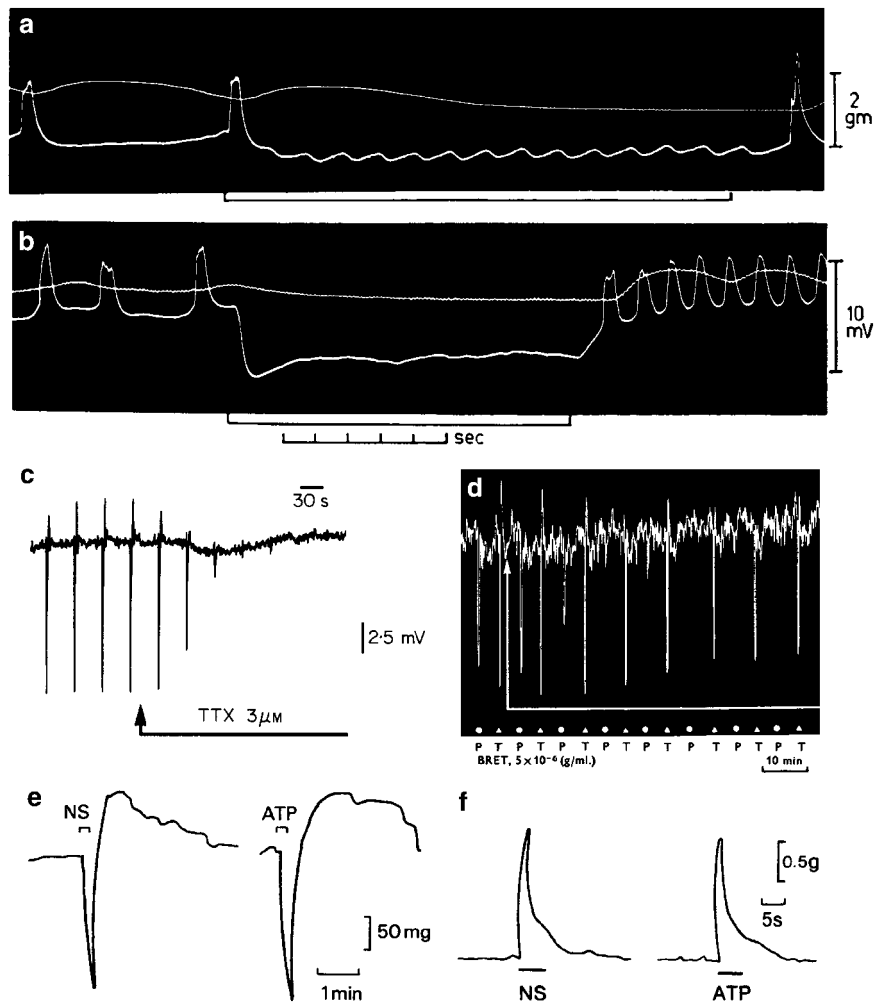 a
2
gm
b
10
mV
sec
c
30 s
2·5 mV
TTX 3μM
d
P T P T P T P T P T P T P T P T
BRET, 5×10⁻⁶ (g/ml.)
10 min
e
NS
ATP
50 mg
1 min
f
0.5g
5s
NS
ATP